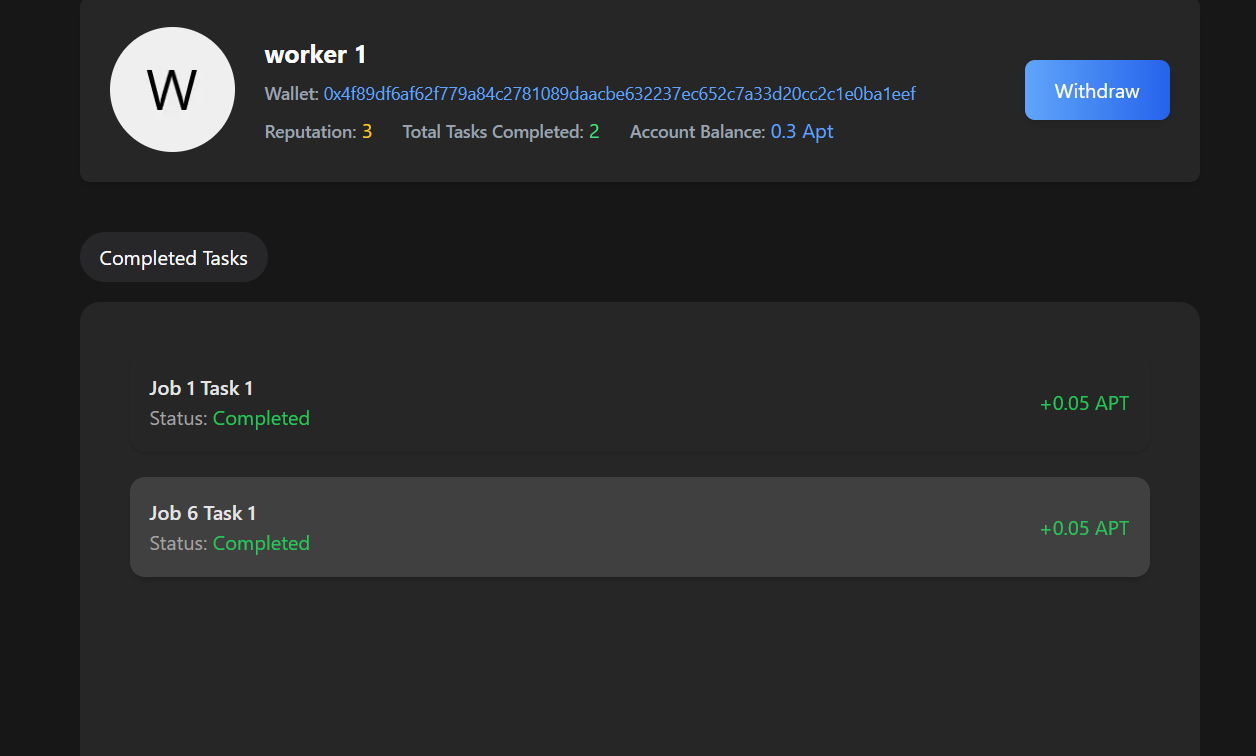 W
worker 1
Wallet: 0x4f89df6af62f779a84c2781089daacbe632237ec652c7a33d20cc2c1e0ba1eef
Reputation: 3 Total Tasks Completed: 2 Account Balance: 0.3 Apt
Withdraw
Completed Tasks
Job 1 Task 1
Status: Completed
+0.05 APT
Job 6 Task 1
Status: Completed
+0.05 APT